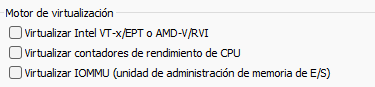 Motor de virtualización
Virtualizar Intel VT-x/EPT o AMD-V/RVI
Virtualizar contadores de rendimiento de CPU
Virtualizar IOMMU (unidad de administración de memoria de E/S)